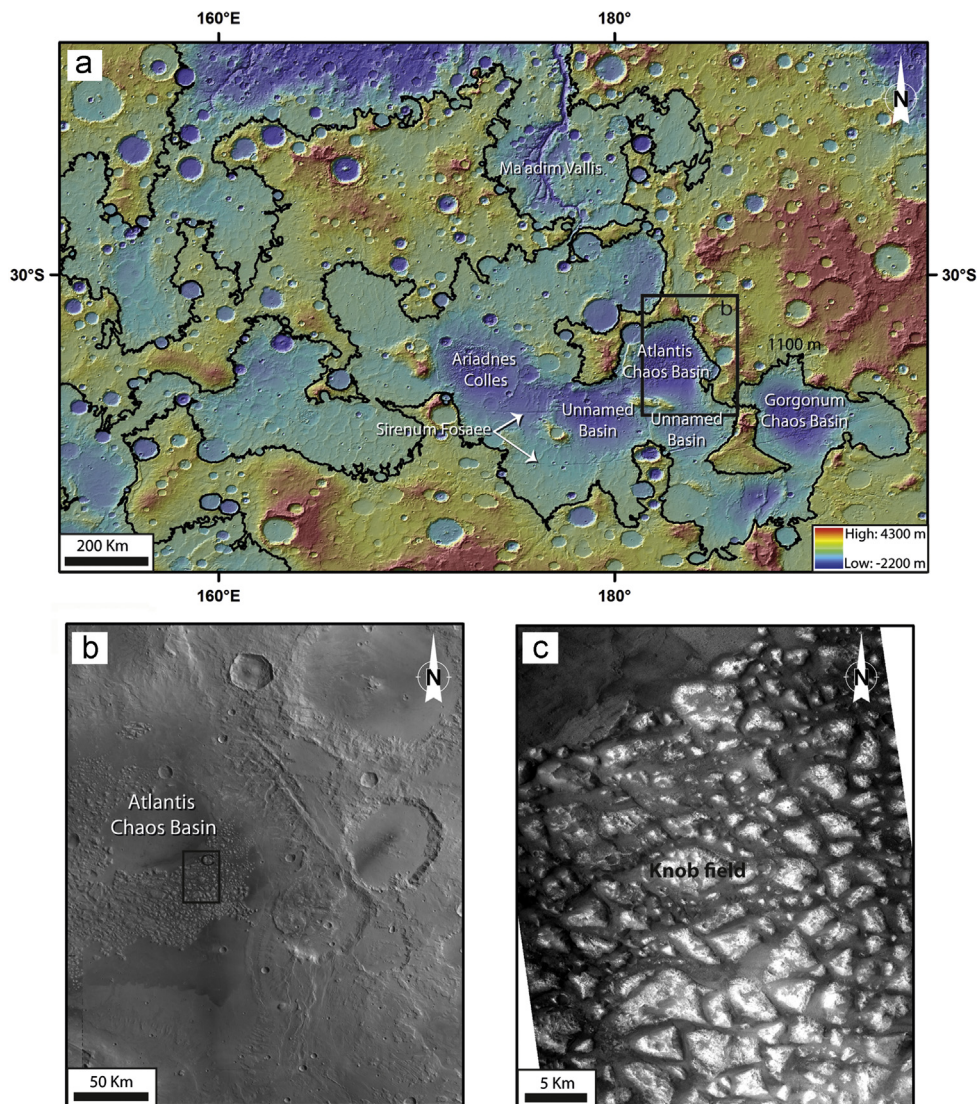 160°E
180°
a
N
Ma'adim Vallis
30°S
30°S
b
1100 m
Ariadnes
Colles
Atlantis
Chaos Basin
Gorgonum
Chaos Basin
Unnamed
Basin
Unnamed
Basin
Sirenum Fosaee
200 Km
High: 4300 m
Low: -2200 m
160°E
180°
b
N
Atlantis
Chaos Basin
c
50 Km
c
N
Knob field
5 Km